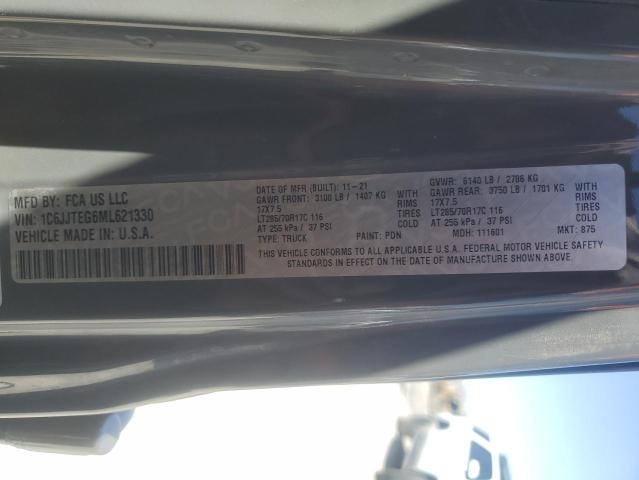 MFD BY: FCA US LLC
VIN: 1C6JJTEG6ML621330
VEHICLE MADE IN: U.S.A.
DATE OF MFR (BUILT): 11-21
GAWR FRONT: 3100 LB / 1407 KG WITH
17X7.5 RIMS
LT285/70R17C 116 TIRES
AT 255 kPa / 37 PSI COLD
TYPE: TRUCK PAINT: PDN
GVWR: 6140 LB / 2786 KG
GAWR REAR: 3750 LB / 1701 KG WITH
17X7.5 RIMS
LT285/70R17C 116 TIRES
AT 255 kPa / 37 PSI COLD
MDH: 111601 MKT: 875
THIS VEHICLE CONFORMS TO ALL APPLICABLE U.S.A. FEDERAL MOTOR VEHICLE SAFETY
STANDARDS IN EFFECT ON THE DATE OF MANUFACTURE SHOWN ABOVE.